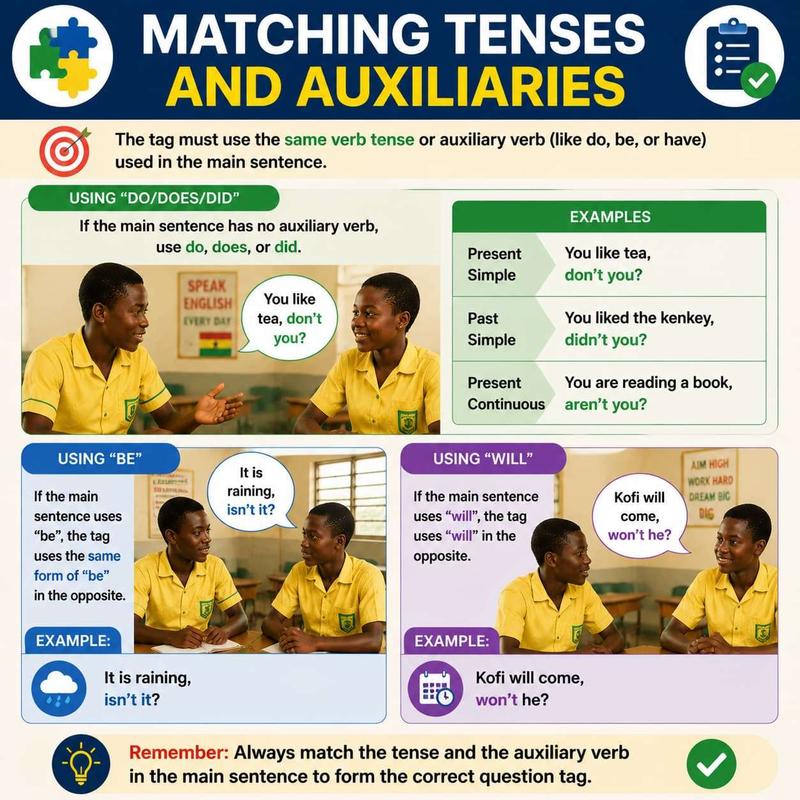 MATCHING TENSES
AND AUXILIARIES
The tag must use the same verb tense or auxiliary verb (like do, be, or have)
used in the main sentence.
USING “DO/DOES/DID”
If the main sentence has no auxiliary verb,
use do, does, or did.
SPEAK
ENGLISH
EVERY DAY
You like
tea, don’t
you?
EXAMPLES
Present
Simple
You like tea,
don’t you?
Past
Simple
You liked the kenkey,
didn’t you?
Present
Continuous
You are reading a book,
aren’t you?
USING “BE”
If the main
sentence uses
“be”, the tag
uses the same
form of “be”
in the opposite.
It is
raining,
isn’t it?
EXAMPLE:
It is raining,
isn’t it?
USING “WILL”
If the main sentence
uses “will”, the tag
uses “will” in the
opposite.
Kofi will
come,
won’t he?
AIM HIGH
WORK HARD
DREAM BIG
BIG
EXAMPLE:
Kofi will come,
won’t he?
Remember: Always match the tense and the auxiliary verb
in the main sentence to form the correct question tag.